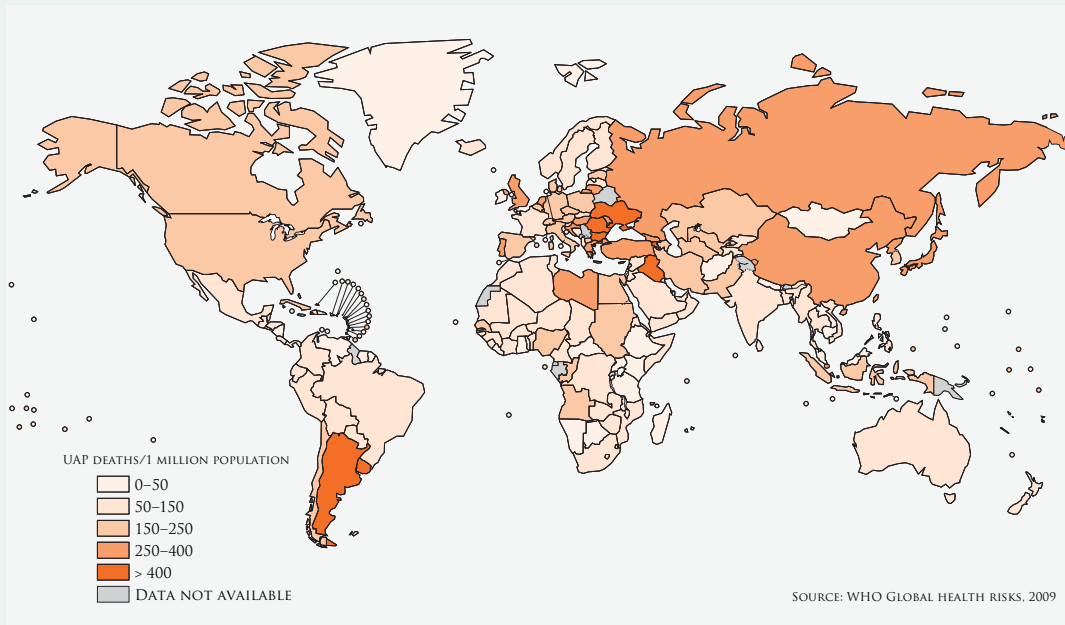 UAP deaths/1 million population
0–50
50–150
150–250
250–400
> 400
Data not available
Source: WHO Global health risks, 2009